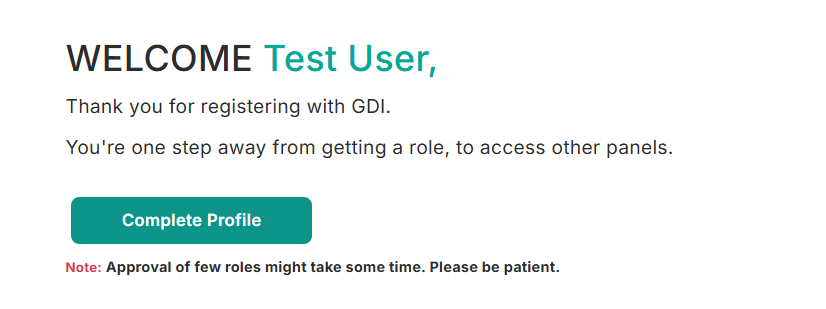 WELCOME Test User,
Thank you for registering with GDI.
You're one step away from getting a role, to access other panels.
Complete Profile
Note: Approval of few roles might take some time. Please be patient.